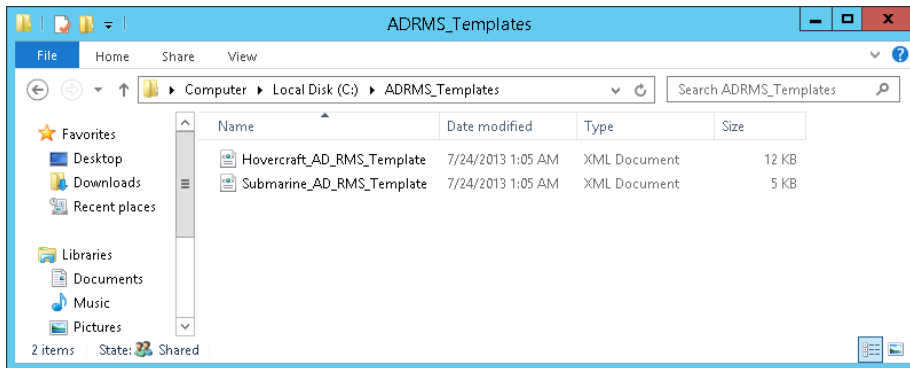 ADRMS_Templates
File Home Share View
Computer Local Disk (C:) ADRMS_Templates Search ADRMS_Templates
Favorites
Desktop
Downloads
Recent places
Libraries
Documents
Music
Pictures
Name Date modified Type Size
Hovercraft_AD_RMS_Template 7/24/2013 1:05 AM XML Document 12 KB
Submarine_AD_RMS_Template 7/24/2013 1:05 AM XML Document 5 KB
2 items State: Shared